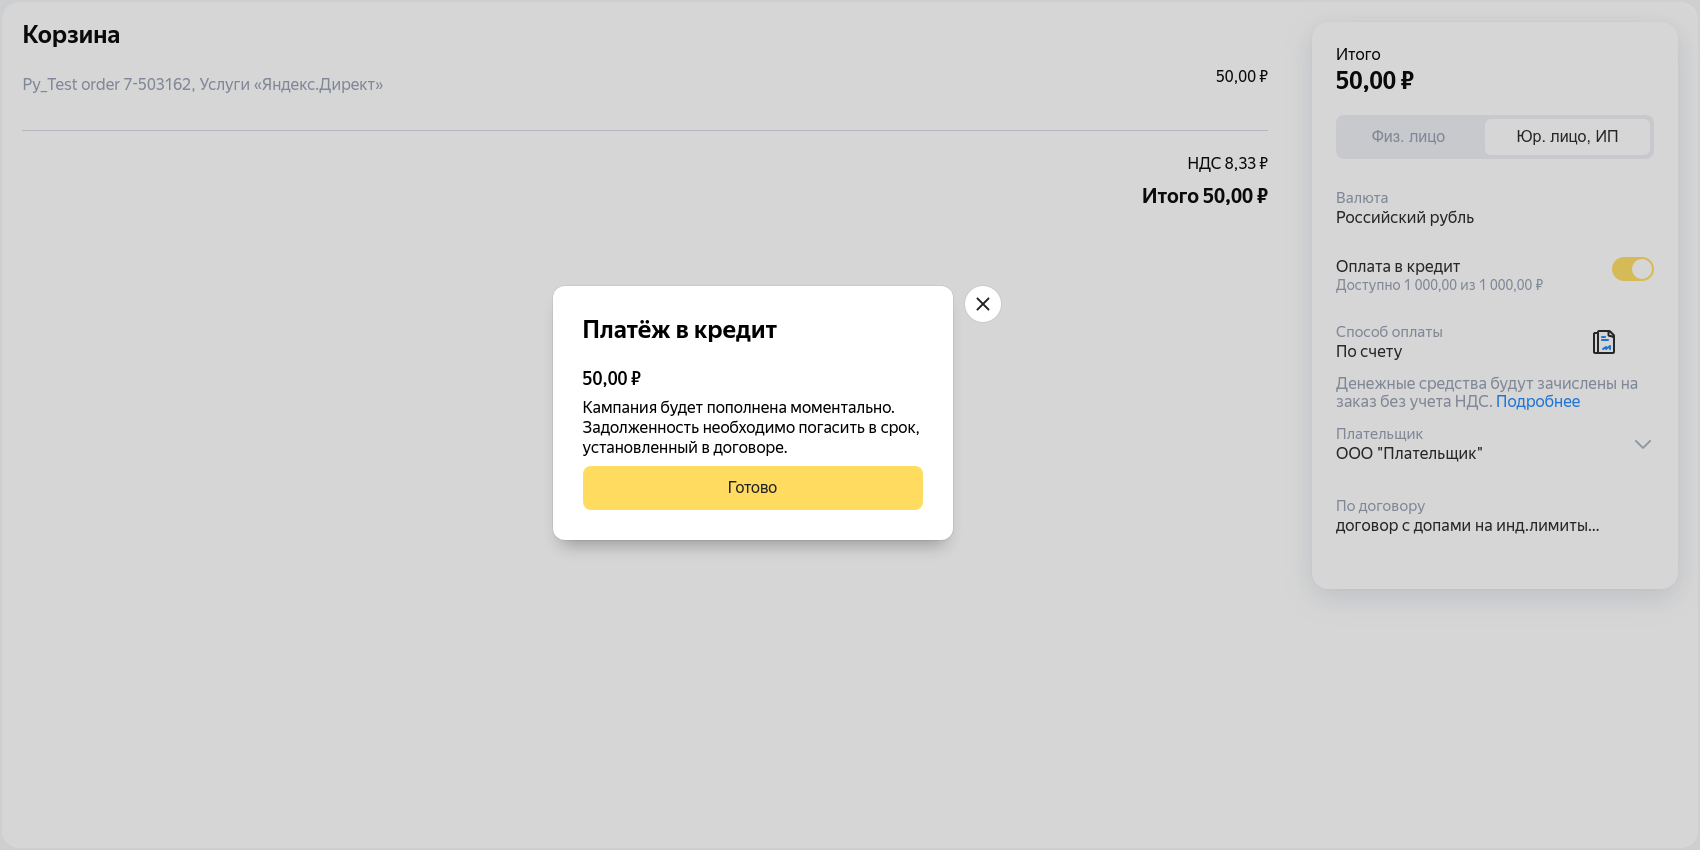 Корзина
Py_Test order 7-503162, Услуги «Яндекс.Директ»
50,00 ₽
НДС 8,33 ₽
Итого 50,00 ₽
Платёж в кредит
50,00 ₽
Кампания будет пополнена моментально.
Задолженность необходимо погасить в срок,
установленный в договоре.
Готово
Итого
50,00 ₽
Физ. лицо
Юр. лицо, ИП
Валюта
Российский рубль
Оплата в кредит
Доступно 1 000,00 из 1 000,00 ₽
Способ оплаты
По счету
Денежные средства будут зачислены на
заказ без учета НДС. Подробнее
Плательщик
ООО "Плательщик"
По договору
договор с допами на инд.лимиты...